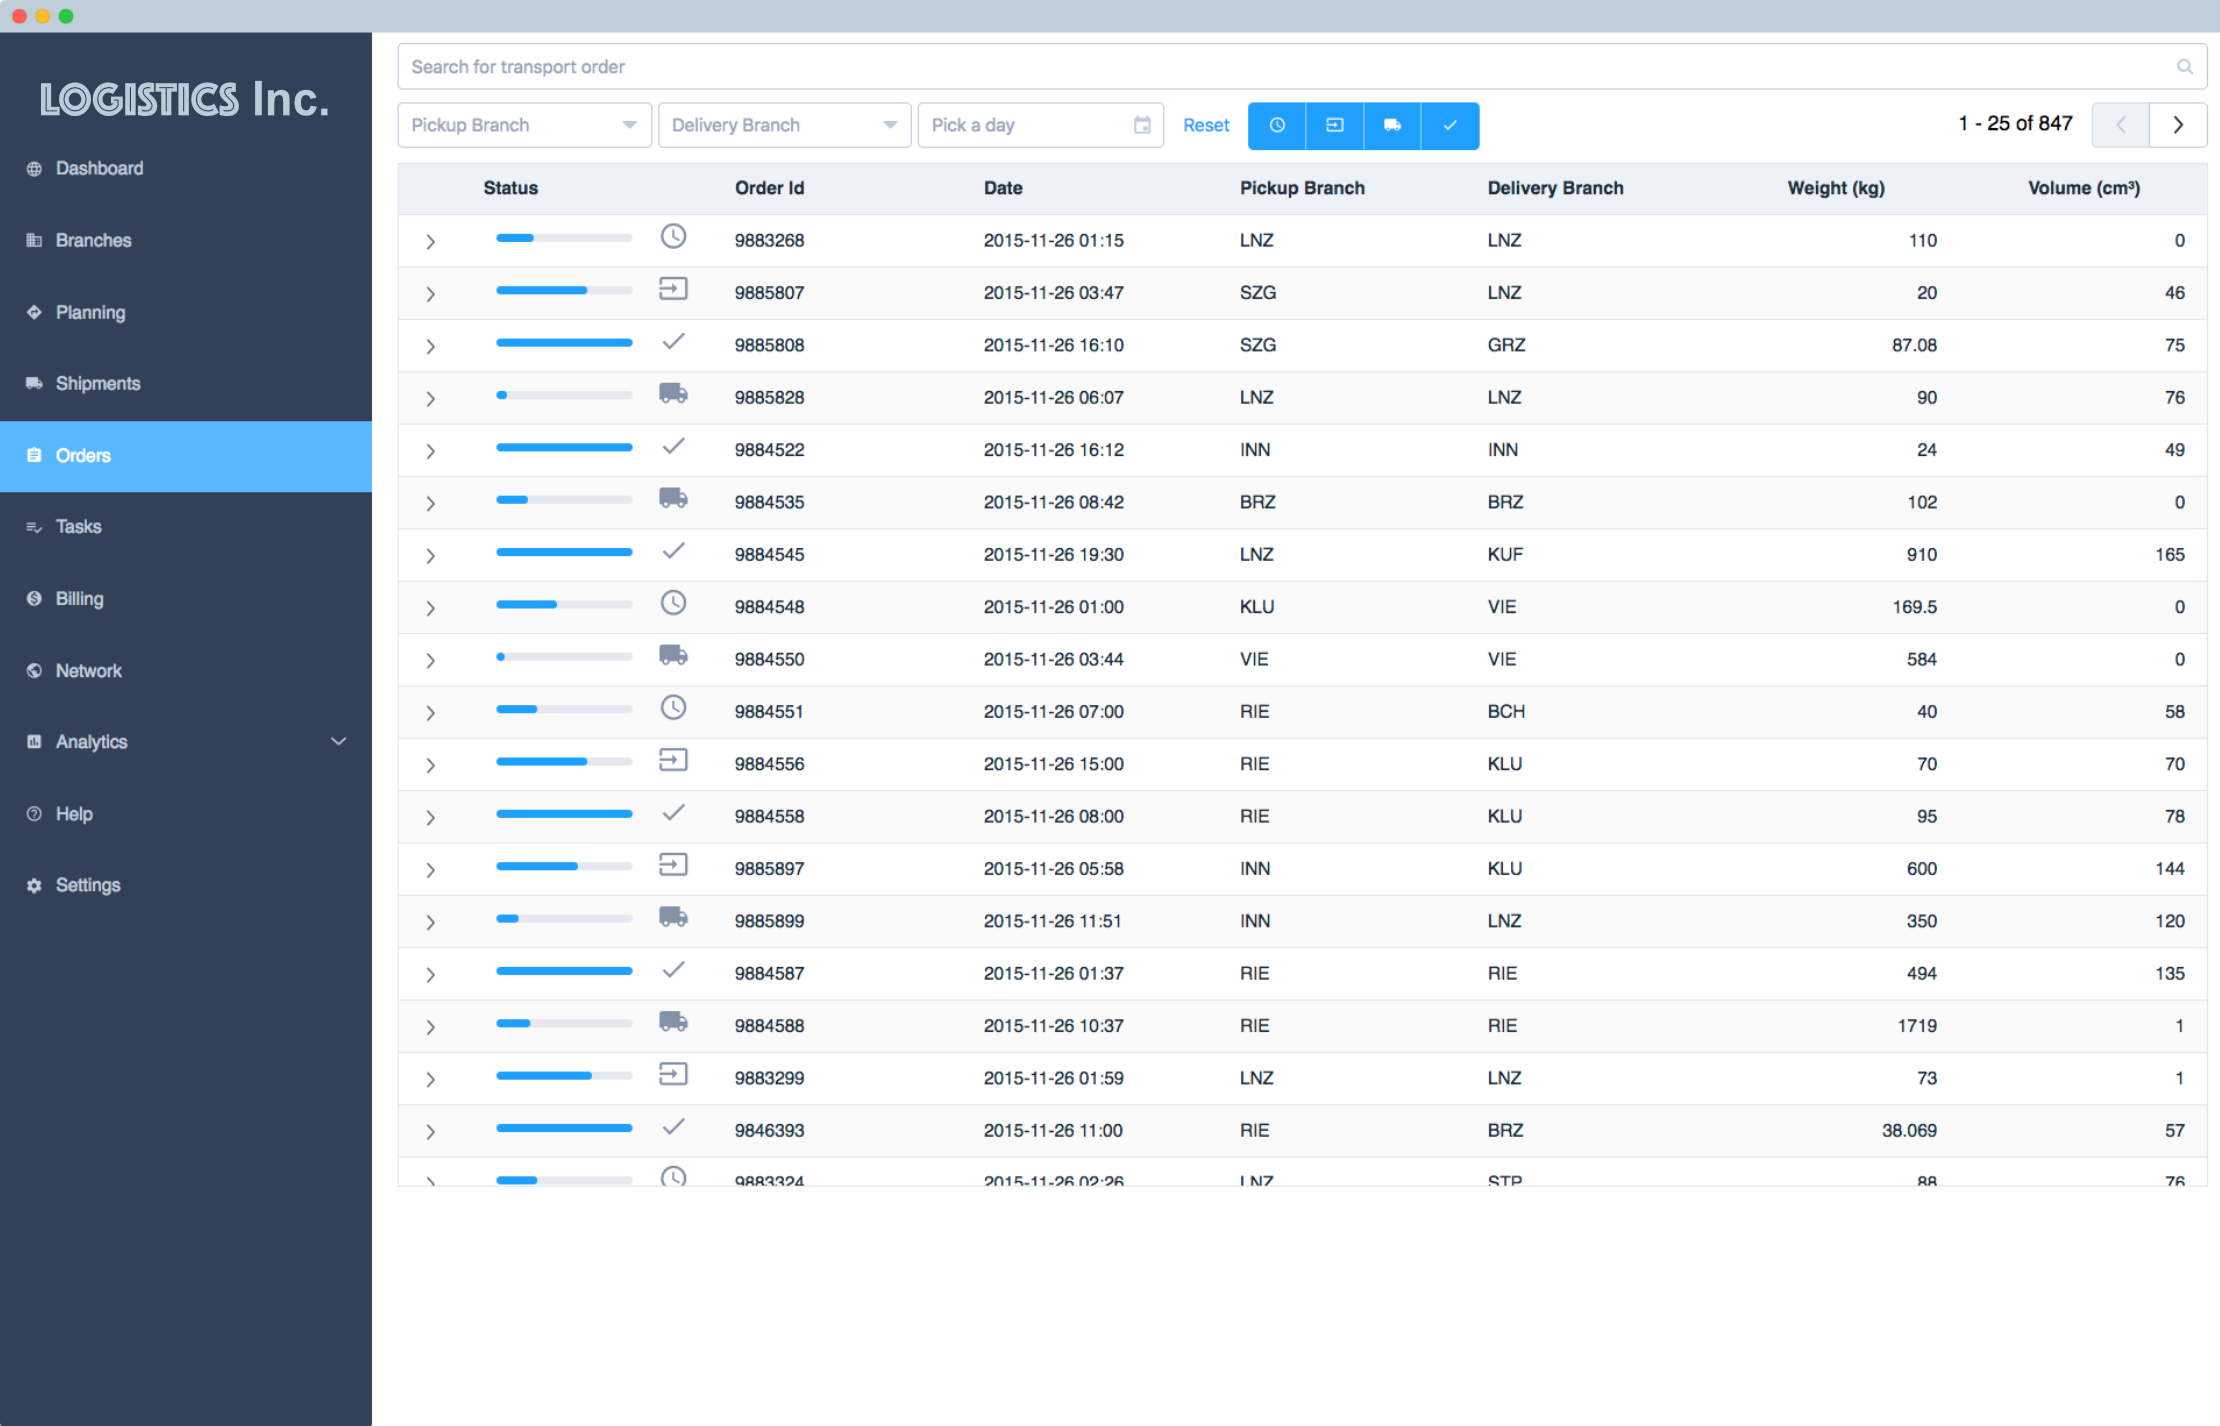 LOGISTICS Inc.
Dashboard
Branches
Planning
Shipments
Orders
Tasks
Billing
Network
Analytics
Help
Settings
Search for transport order
Pickup Branch Delivery Branch Pick a day Reset 1 - 25 of 847
Status Order Id Date Pickup Branch Delivery Branch Weight (kg) Volume (cm³)
9883268 2015-11-26 01:15 LNZ LNZ 110 0
9885807 2015-11-26 03:47 SZG LNZ 20 46
9885808 2015-11-26 16:10 SZG GRZ 87.08 75
9885828 2015-11-26 06:07 LNZ LNZ 90 76
9884522 2015-11-26 16:12 INN INN 24 49
9884535 2015-11-26 08:42 BRZ BRZ 102 0
9884545 2015-11-26 19:30 LNZ KUF 910 165
9884548 2015-11-26 01:00 KLU VIE 169.5 0
9884550 2015-11-26 03:44 VIE VIE 584 0
9884551 2015-11-26 07:00 RIE BCH 40 58
9884556 2015-11-26 15:00 RIE KLU 70 70
9884558 2015-11-26 08:00 RIE KLU 95 78
9885897 2015-11-26 05:58 INN KLU 600 144
9885899 2015-11-26 11:51 INN LNZ 350 120
9884587 2015-11-26 01:37 RIE RIE 494 135
9884588 2015-11-26 10:37 RIE RIE 1719 1
9883299 2015-11-26 01:59 LNZ LNZ 73 1
9846393 2015-11-26 11:00 RIE BRZ 38.069 57
9883324 2015-11-26 02:26 LNZ STP 88 76